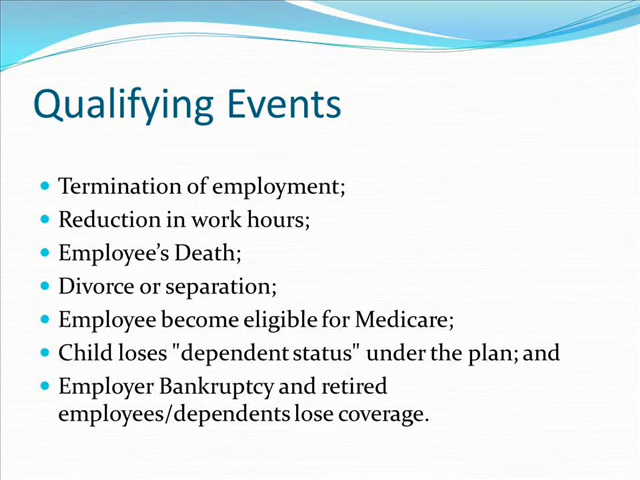 Qualifying Events
• Termination of employment;
• Reduction in work hours;
• Employee’s Death;
• Divorce or separation;
• Employee become eligible for Medicare;
• Child loses "dependent status" under the plan; and
• Employer Bankruptcy and retired
employees/dependents lose coverage.